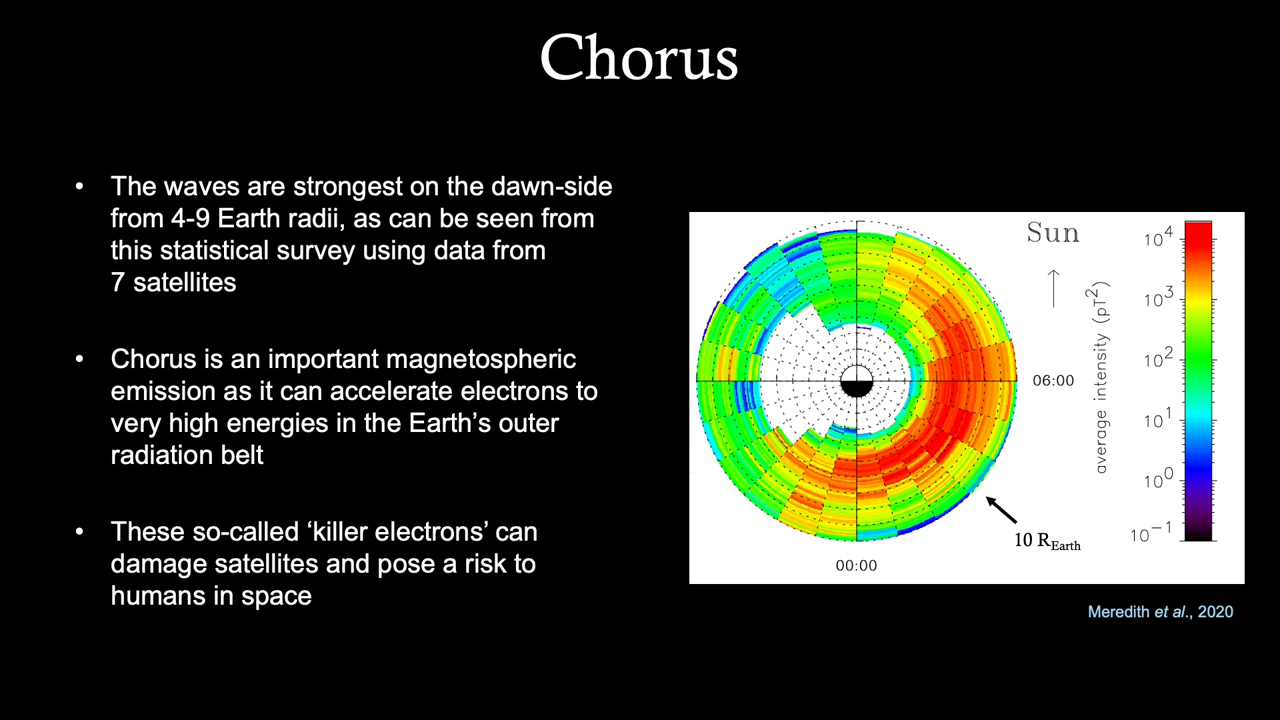 Chorus
• The waves are strongest on the dawn-side
from 4-9 Earth radii, as can be seen from
this statistical survey using data from
7 satellites
• Chorus is an important magnetospheric
emission as it can accelerate electrons to
very high energies in the Earth’s outer
radiation belt
• These so-called ‘killer electrons’ can
damage satellites and pose a risk to
humans in space
Sun
06:00
00:00
10 R_Earth
average intensity (pT²)
10⁴
10³
10²
10¹
10⁰
10⁻¹
Meredith et al., 2020